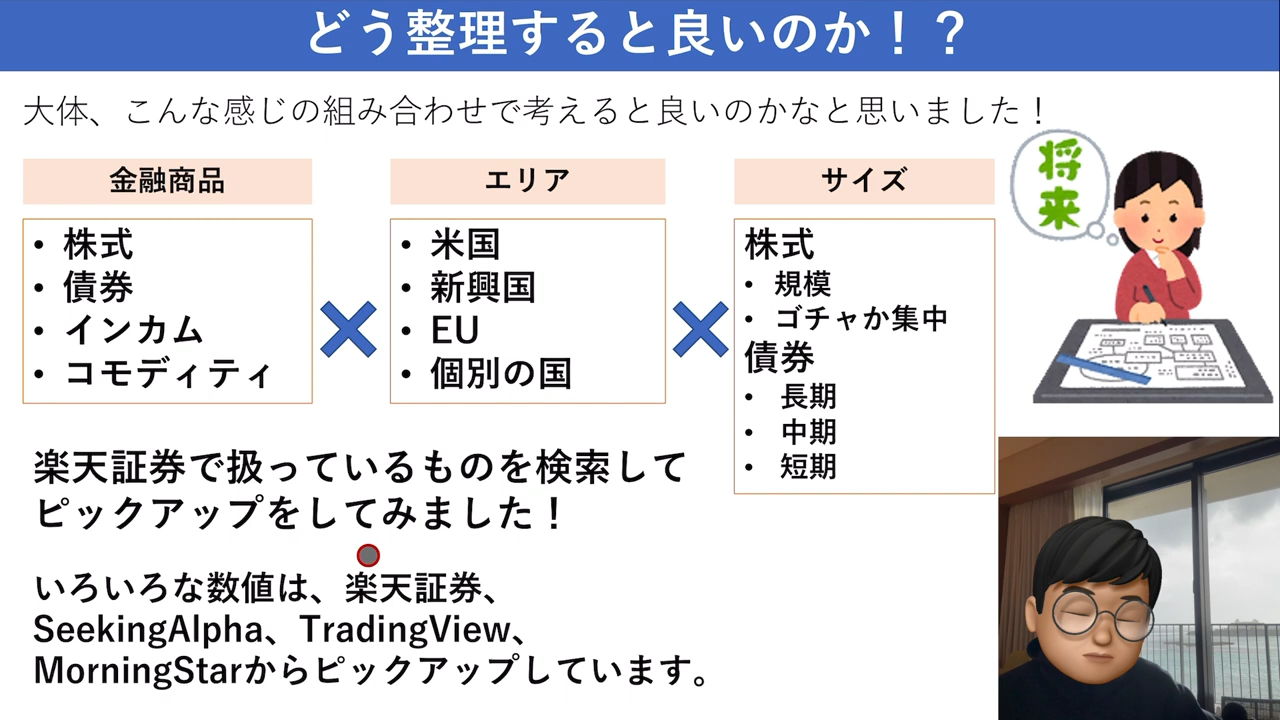 どう整理すると良いのか！？
大体、こんな感じの組み合わせで考えると良いのかなと思いました！
金融商品
・株式
・債券
・インカム
・コモディティ
エリア
・米国
・新興国
・EU
・個別の国
サイズ
株式
・規模
・ゴチャか集中
債券
・長期
・中期
・短期
将
来
楽天証券で扱っているものを検索して
ピックアップをしてみました！
いろいろな数値は、楽天証券、
SeekingAlpha、TradingView、
MorningStarからピックアップしています。